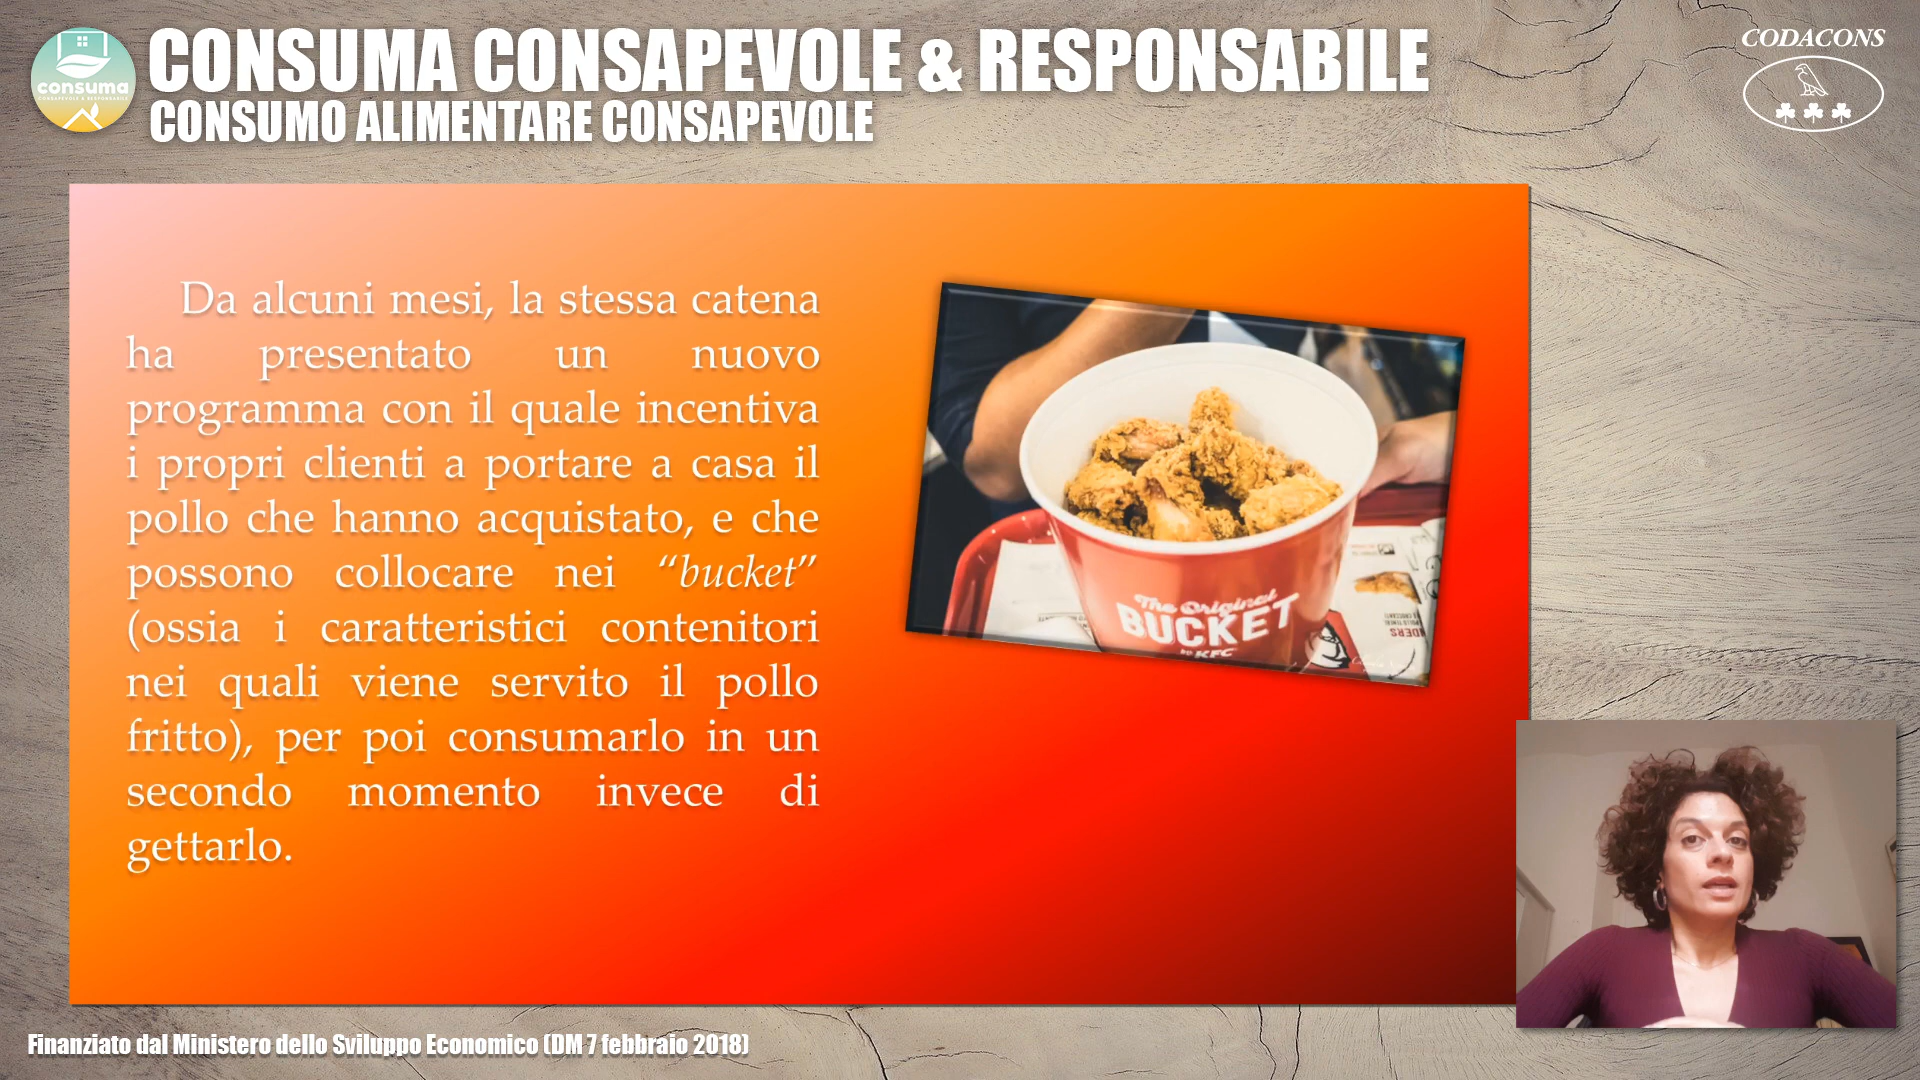 CONSUMA CONSAPEVOLE & RESPONSABILE
CONSUMO ALIMENTARE CONSAPEVOLE
consuma
CODACONS
Da alcuni mesi, la stessa catena
ha presentato un nuovo
programma con il quale incentiva
i propri clienti a portare a casa il
pollo che hanno acquistato, e che
possono collocare nei “bucket”
(ossia i caratteristici contenitori
nei quali viene servito il pollo
fritto), per poi consumarlo in un
secondo momento invece di
gettarlo.
The Original
BUCKET
BY KFC
Finanziato dal Ministero dello Sviluppo Economico (DM 7 febbraio 2018)